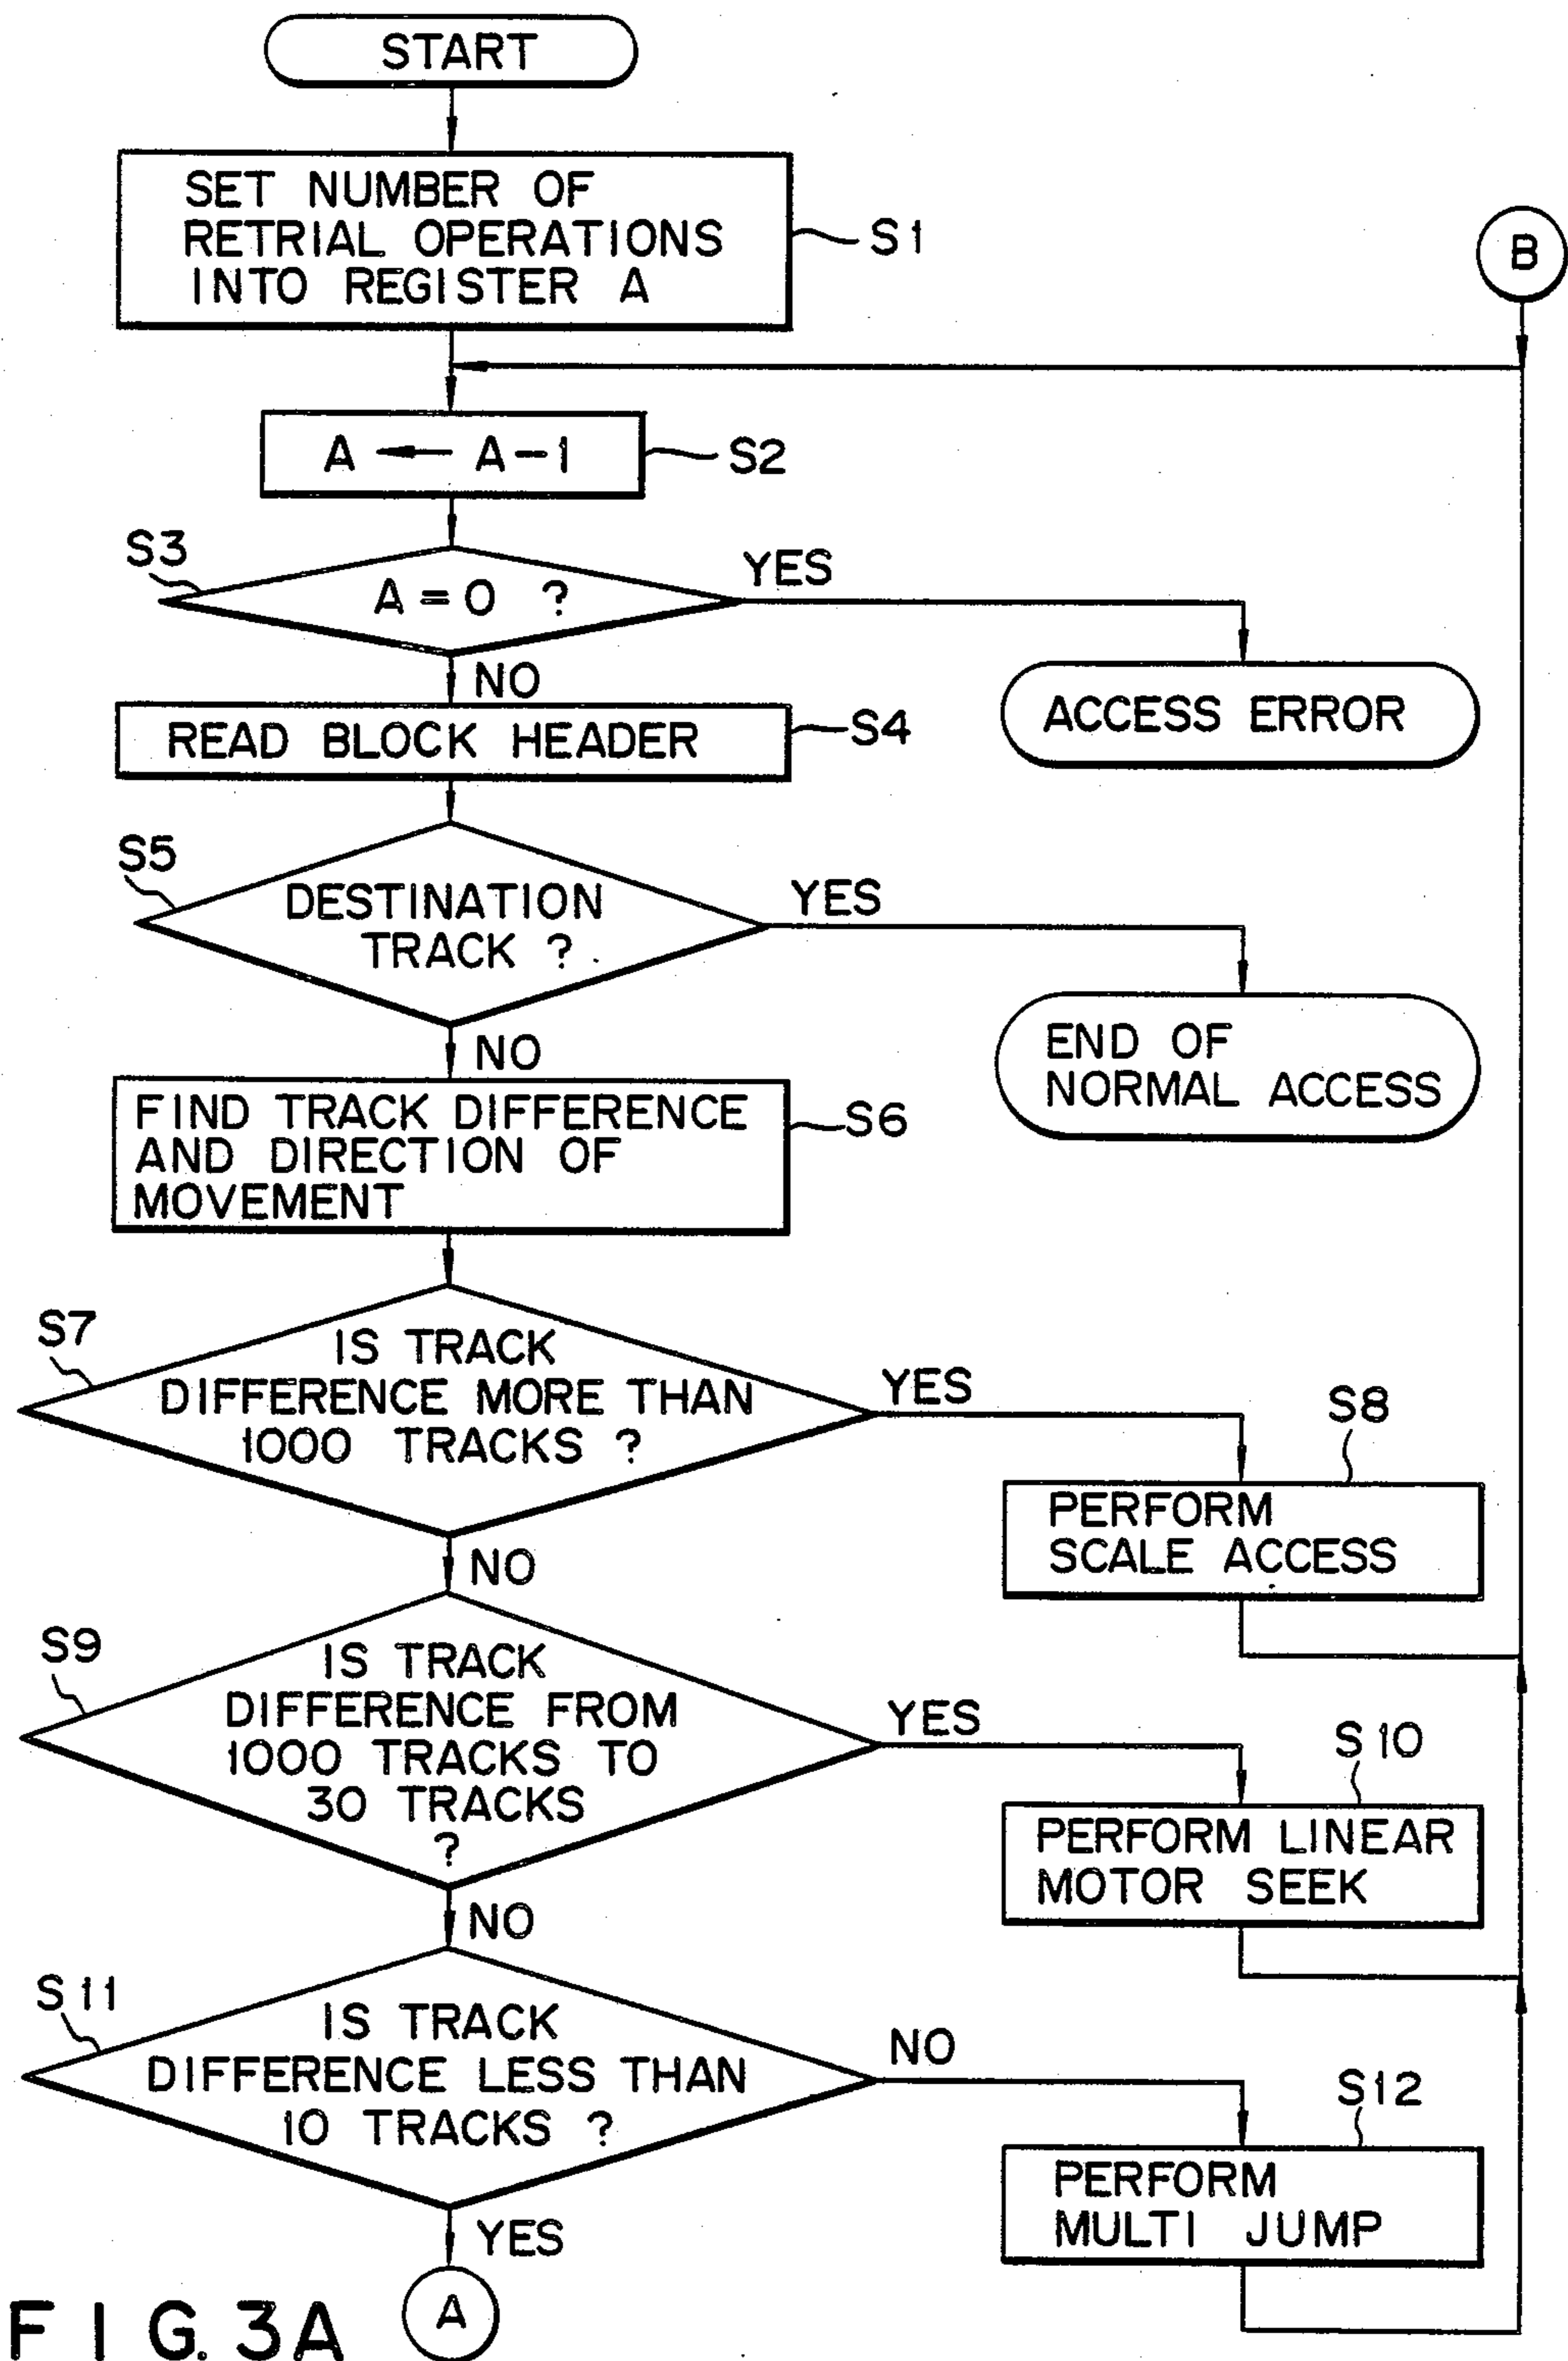 START
SET NUMBER OF
RETRIAL OPERATIONS
INTO REGISTER A
S1
B
A ← A-1
S2
S3
A = 0 ?
YES
NO
ACCESS ERROR
READ BLOCK HEADER
S4
S5
DESTINATION
TRACK ?
YES
NO
END OF
NORMAL ACCESS
FIND TRACK DIFFERENCE
AND DIRECTION OF
MOVEMENT
S6
S7
IS TRACK
DIFFERENCE MORE THAN
1000 TRACKS ?
YES
NO
S8
PERFORM
SCALE ACCESS
S9
IS TRACK
DIFFERENCE FROM
1000 TRACKS TO
30 TRACKS
?
YES
NO
S10
PERFORM LINEAR
MOTOR SEEK
S11
IS TRACK
DIFFERENCE LESS THAN
10 TRACKS ?
NO
YES
S12
PERFORM
MULTI JUMP
A
FIG. 3A